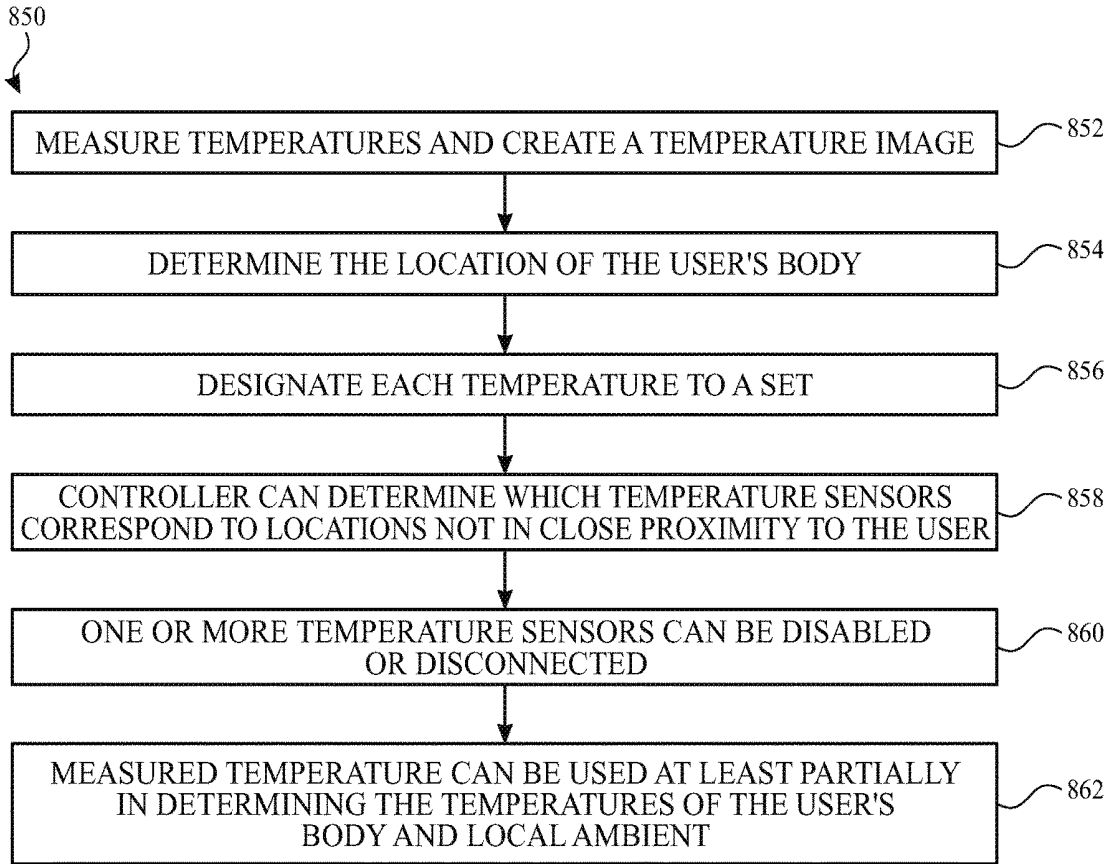 850
MEASURE TEMPERATURES AND CREATE A TEMPERATURE IMAGE
852
DETERMINE THE LOCATION OF THE USER'S BODY
854
DESIGNATE EACH TEMPERATURE TO A SET
856
CONTROLLER CAN DETERMINE WHICH TEMPERATURE SENSORS
CORRESPOND TO LOCATIONS NOT IN CLOSE PROXIMITY TO THE USER
858
ONE OR MORE TEMPERATURE SENSORS CAN BE DISABLED
OR DISCONNECTED
860
MEASURED TEMPERATURE CAN BE USED AT LEAST PARTIALLY
IN DETERMINING THE TEMPERATURES OF THE USER'S
BODY AND LOCAL AMBIENT
862